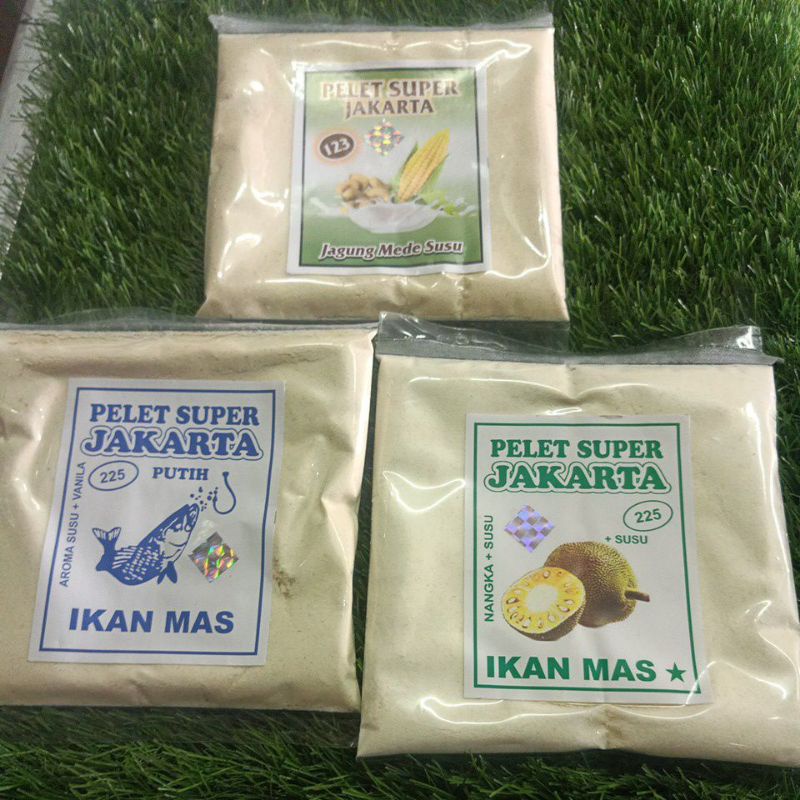 PELET SUPER
JAKARTA
123
Jagung Mede Susu
PELET SUPER
JAKARTA
225
PUTIH
AROMA SUSU + VANILA
IKAN MAS
PELET SUPER
JAKARTA
225
+ SUSU
NANGKA + SUSU
IKAN MAS